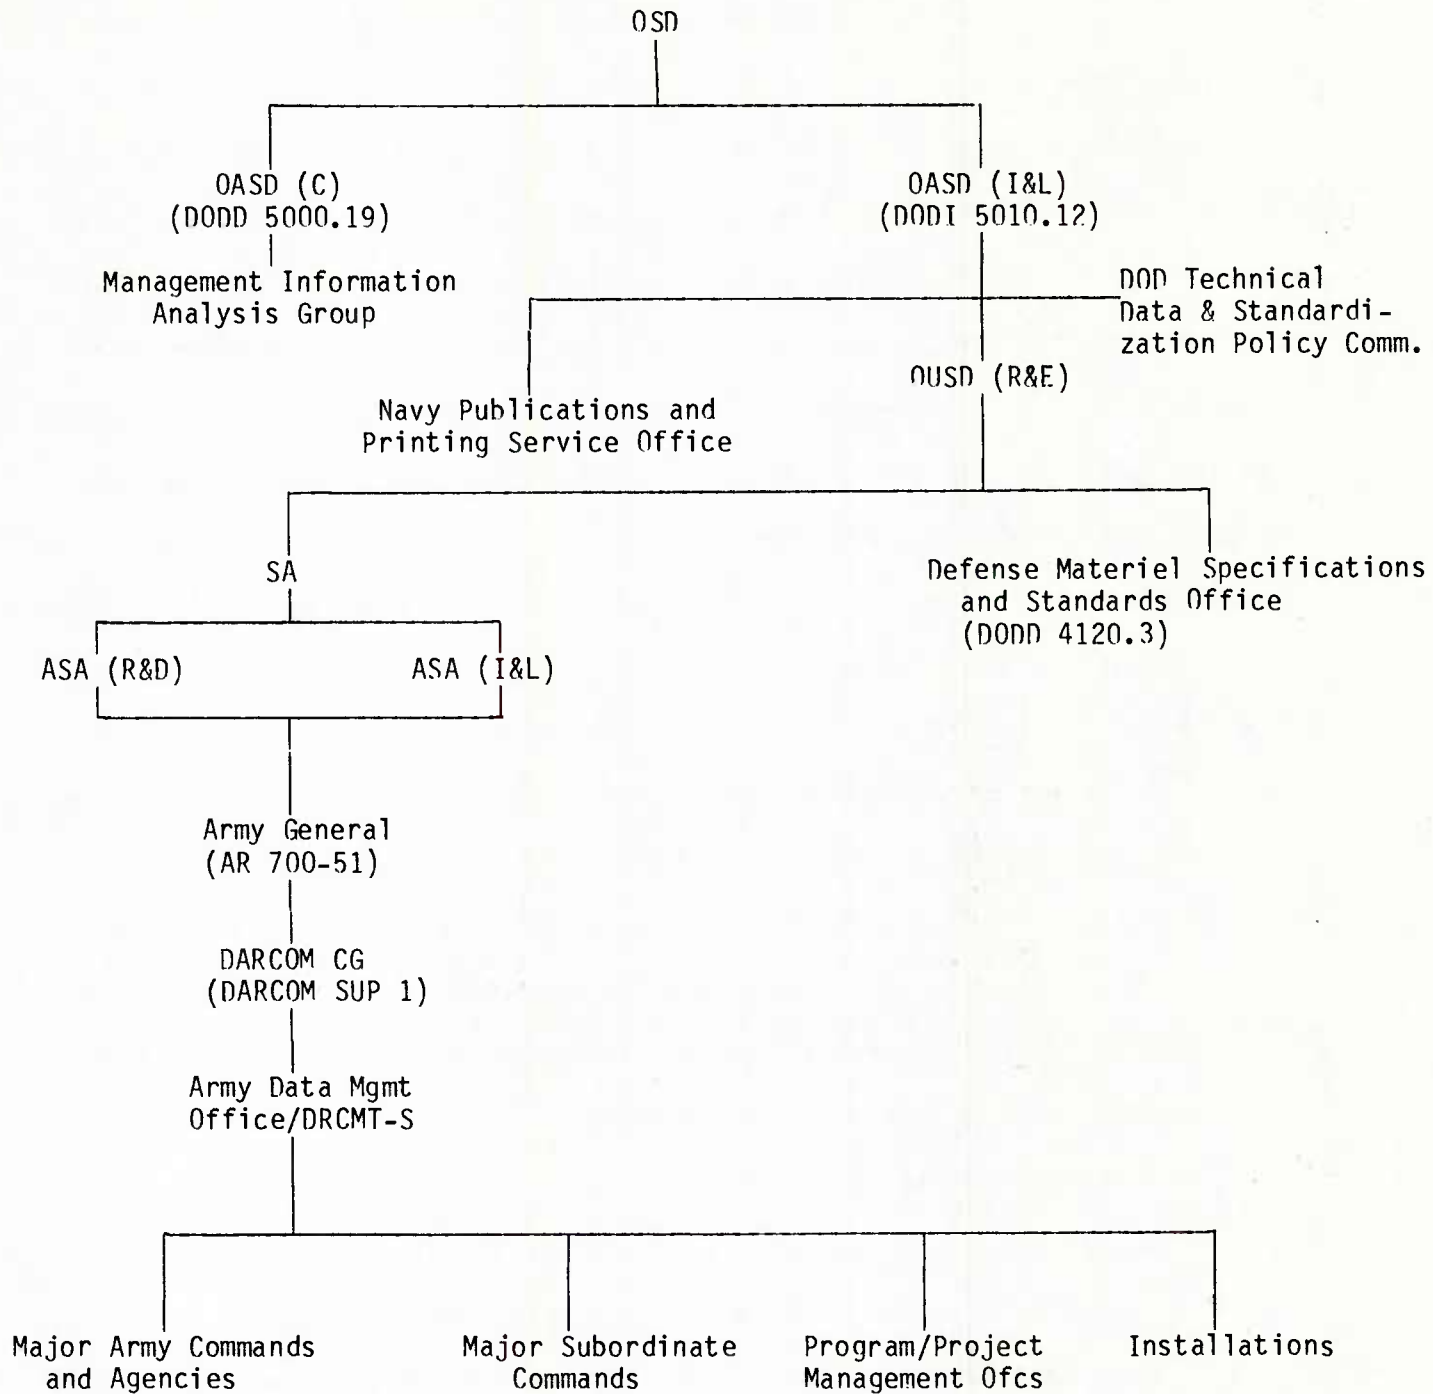 OSD
OASD (C)
(DODD 5000.19)
OASD (I&L)
(DODI 5010.12)
Management Information
Analysis Group
DOD Technical
Data & Standardi-
zation Policy Comm.
OUSD (R&E)
Navy Publications and
Printing Service Office
SA
Defense Materiel Specifications
and Standards Office
(DODD 4120.3)
ASA (R&D)
ASA (I&L)
Army General
(AR 700-51)
DARCOM CG
(DARCOM SUP 1)
Army Data Mgmt
Office/DRCMT-S
Major Army Commands
and Agencies
Major Subordinate
Commands
Program/Project
Management Ofcs
Installations